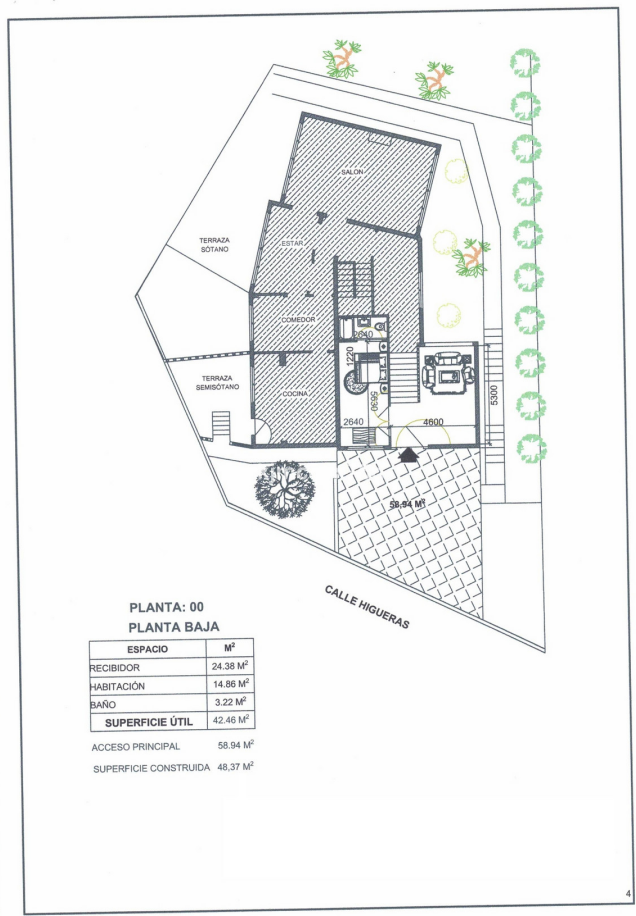 SALON
TERRAZA
SÓTANO
ESTAR
COMEDOR
2640
1220
TERRAZA
SEMISÓTANO
COCINA
5630
5300
2640
4600
58,94 M²
CALLE HIGUERAS
PLANTA: 00
PLANTA BAJA
ESPACIO M²
RECIBIDOR 24.38 M²
HABITACIÓN 14.86 M²
BAÑO 3.22 M²
SUPERFICIE ÚTIL 42.46 M²
ACCESO PRINCIPAL 58.94 M²
SUPERFICIE CONSTRUIDA 48,37 M²
4